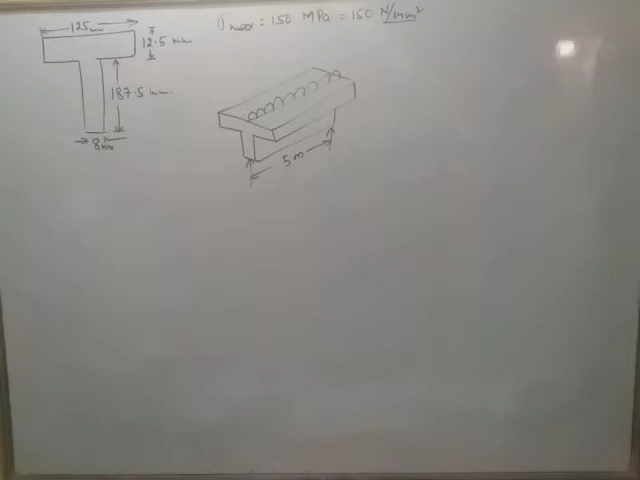 125mm
12.5 mm
187.5 mm.
8mm
σmax = 150 MPa = 150 N/mm²
5m